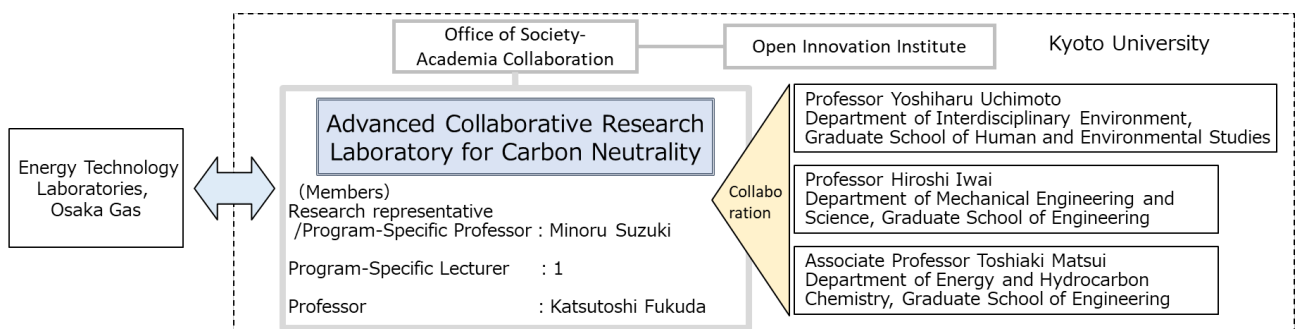 Office of Society-
Academia Collaboration
Open Innovation Institute
Kyoto University
Energy Technology
Laboratories,
Osaka Gas
Advanced Collaborative Research
Laboratory for Carbon Neutrality
（Members）
Research representative
/Program-Specific Professor : Minoru Suzuki
Program-Specific Lecturer : 1
Professor : Katsutoshi Fukuda
Collabo
ration
Professor Yoshiharu Uchimoto
Department of Interdisciplinary Environment,
Graduate School of Human and Environmental Studies
Professor Hiroshi Iwai
Department of Mechanical Engineering and
Science, Graduate School of Engineering
Associate Professor Toshiaki Matsui
Department of Energy and Hydrocarbon
Chemistry, Graduate School of Engineering